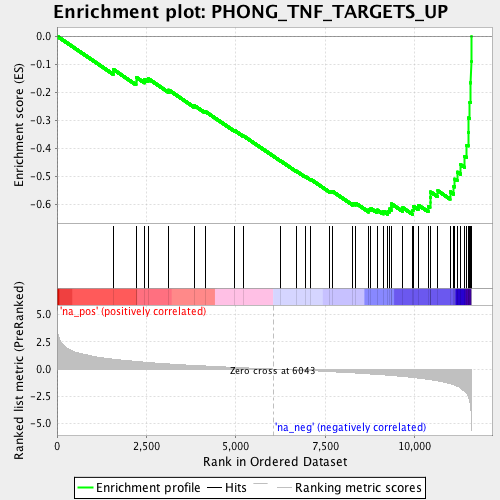 Enrichment plot: PHONG_TNF_TARGETS_UP
Enrichment score (ES)
0.0
-0.1
-0.2
-0.3
-0.4
-0.5
-0.6
'na_pos' (positively correlated)
Ranked list metric (PreRanked)
5.0
2.5
0.0
-2.5
-5.0
Zero cross at 6043
'na_neg' (negatively correlated)
0
2,500
5,000
7,500
10,000
Rank in Ordered Dataset
Enrichment profile
Hits
Ranking metric scores